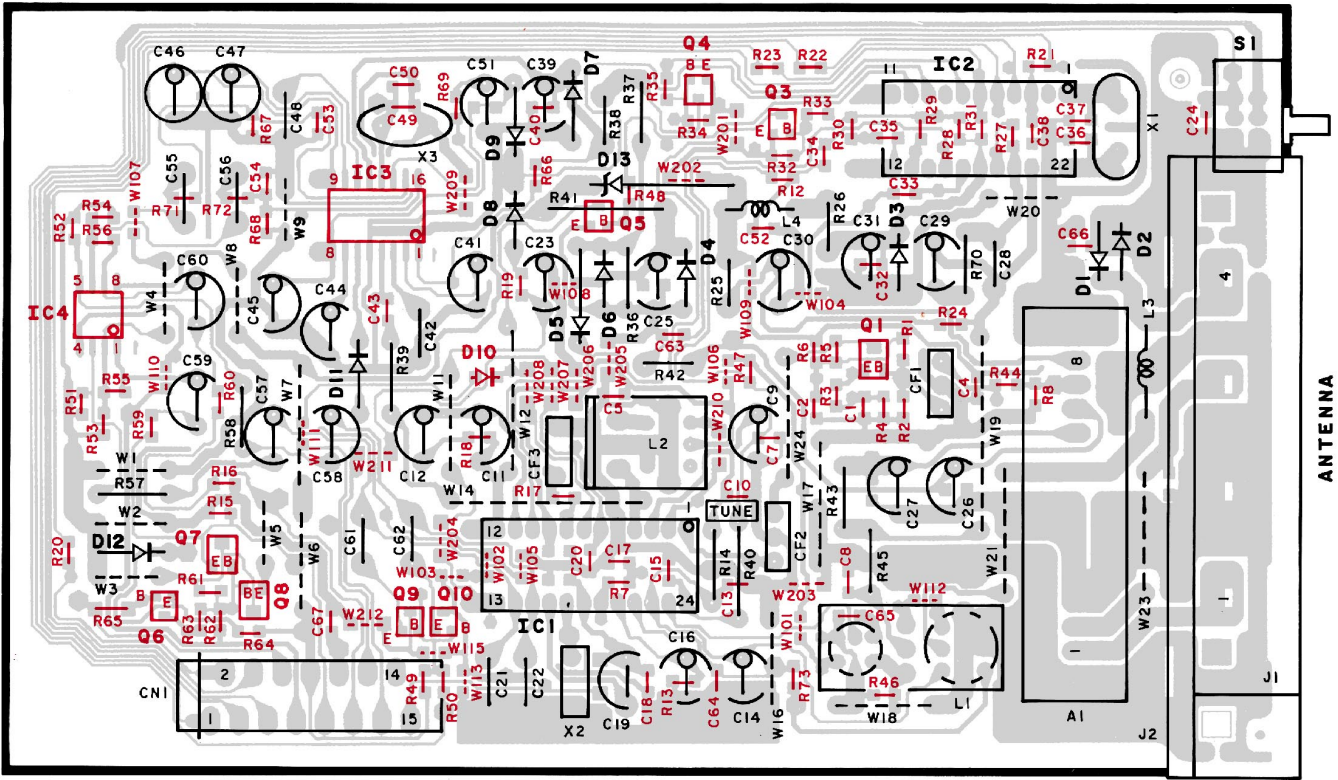 C46
C47
C50
R69
C51
C39
D7
Q4
B E
R35
R23
R22
IC2
11
1
R21
S1
R67
C48
C53
C49
X3
D9
C40
R38
R37
R34
W201
Q3
E
B
R33
R30
C34
C35
R29
R28
R31
R27
C38
C37
C36
X1
C24
W107
C55
R71
C56
R72
C54
R68
W9
IC3
9
16
8
1
W209
D8
R66
D13
R41
R48
E
B
Q5
W202
R32
R12
L4
C52
R26
12
22
C33
W20
R52
R54
R56
C60
W4
W8
C45
C44
C43
C42
C41
C23
R19
W108
D5
D6
R36
C25
D4
R25
C30
W109
W104
C31
C32
D3
C29
R70
C28
C66
D1
D2
4
L3
IC4
5
8
4
1
W110
C59
R60
R51
R55
R53
R59
R58
C57
W7
D11
R39
W11
D10
W12
W208
W207
W206
W205
C63
R42
C5
W106
R47
W210
C9
C7
R6
R5
R3
C2
C1
Q1
EB
R1
R4
R2
R24
CF1
C4
R44
R8
8
W1
R57
W2
D12
W3
R16
R15
W111
C58
W211
C12
R18
C11
W14
CF3
R17
L2
C10
TUNE
W24
W17
R43
C27
C26
W19
W21
W23
ANTENNA
R20
Q7
EB
W5
W6
C61
C62
W204
W103
12
W102
W105
C20
C17
R7
C15
1
13
24
IC1
R14
R40
C13
CF2
W203
C8
R45
W112
R65
B
E
Q6
R61
R63
R62
BE
Q8
R64
C67
W212
Q9
E
B
Q10
E
B
W115
W101
C65
1
CN1
2
14
1
15
R49
R50
W113
C21
C22
X2
C19
C18
C16
R13
C64
C14
W16
R73
R46
W18
L1
1
A1
J1
J2